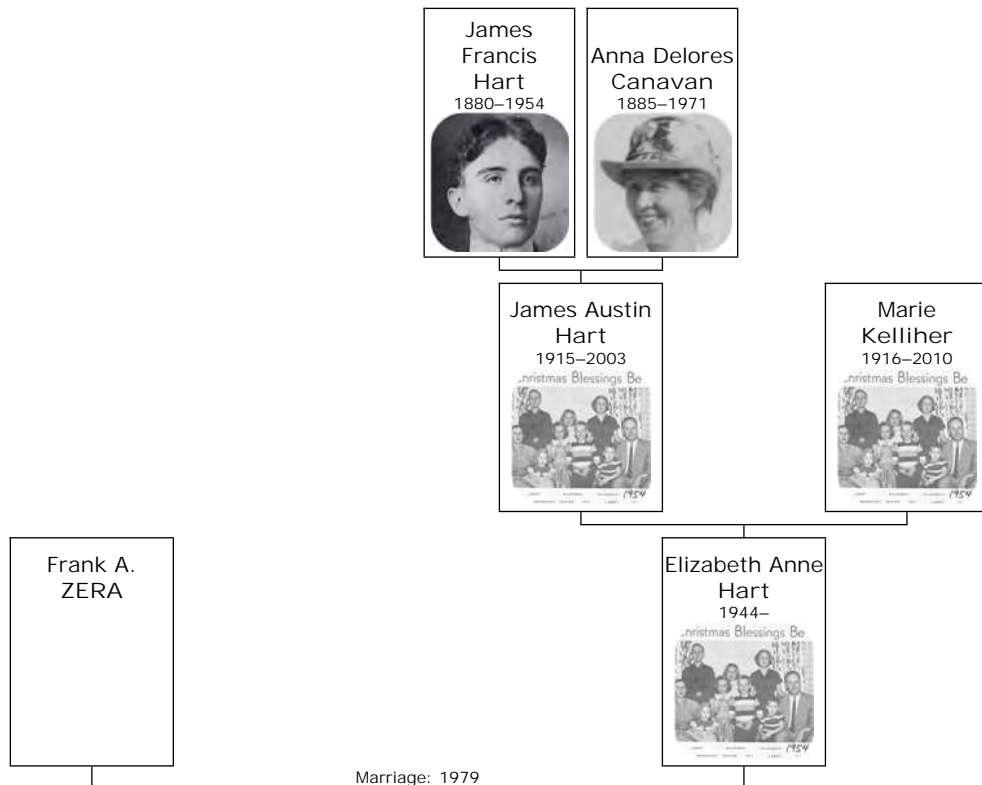 James
Francis
Hart
1880–1954
Anna Delores
Canavan
1885–1971
James Austin
Hart
1915–2003
Christmas Blessings Be
1954
Marie
Kelliher
1916–2010
Christmas Blessings Be
1954
Frank A.
ZERA
Elizabeth Anne
Hart
1944–
Christmas Blessings Be
1954
Marriage: 1979